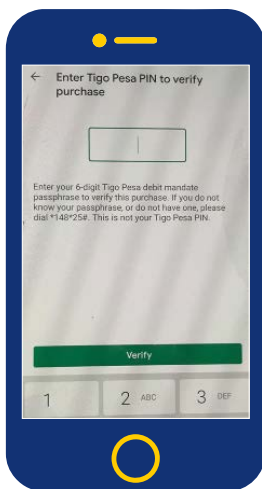 ← Enter Tigo Pesa PIN to verify
purchase
Enter your 6-digit Tigo Pesa debit mandate
passphrase to verify this purchase. If you do not
know your passphrase, or do not have one, please
dial *148*25#. This is not your Tigo Pesa PIN.
Verify
1 2 ABC 3 DEF